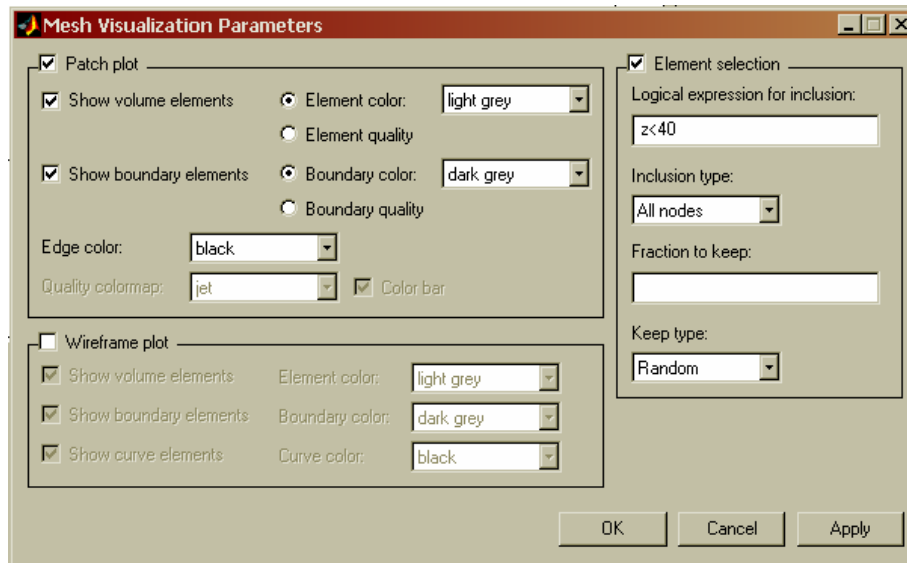 Mesh Visualization Parameters
Patch plot
Show volume elements
Element color:
light grey
Element quality
Show boundary elements
Boundary color:
dark grey
Boundary quality
Edge color:
black
Quality colormap:
jet
Color bar
Wireframe plot
Show volume elements
Element color:
light grey
Show boundary elements
Boundary color:
dark grey
Show curve elements
Curve color:
black
Element selection
Logical expression for inclusion:
z<40
Inclusion type:
All nodes
Fraction to keep:
Keep type:
Random
OK
Cancel
Apply